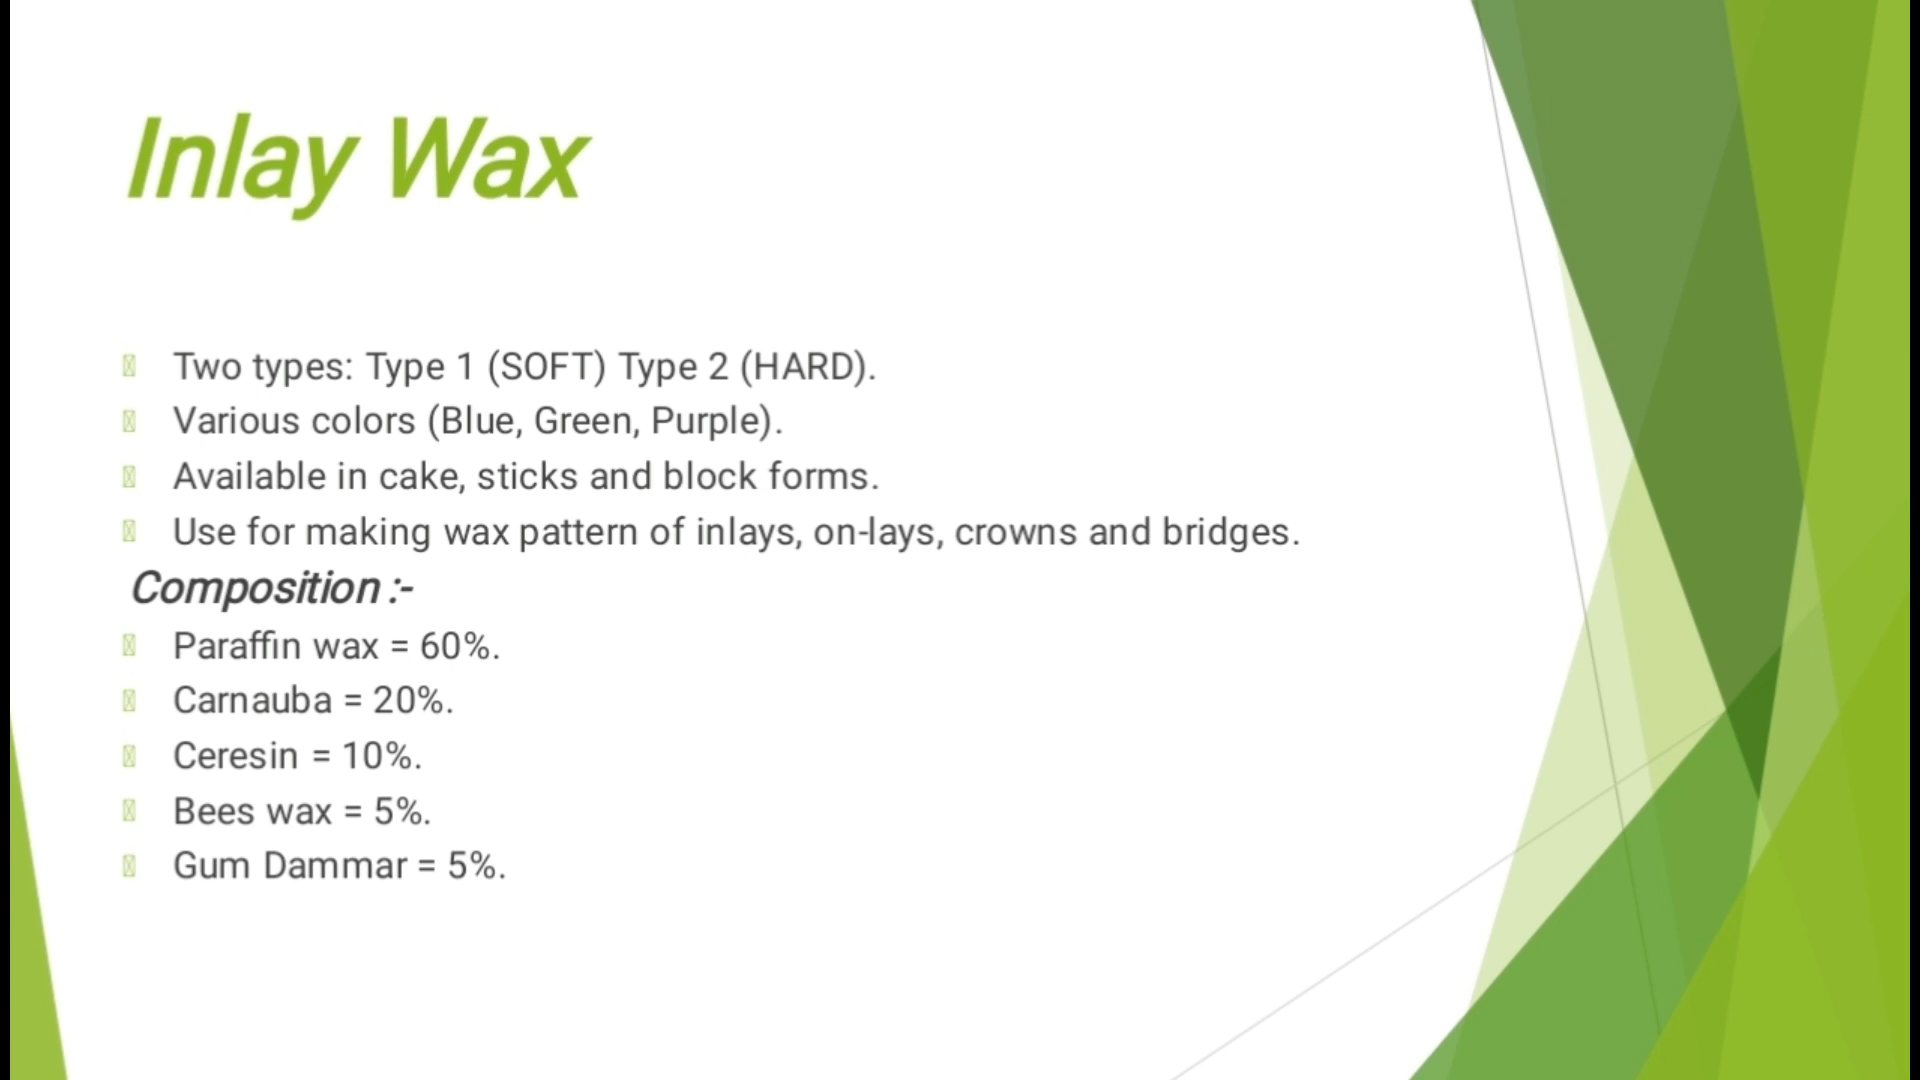 Inlay Wax
Two types: Type 1 (SOFT) Type 2 (HARD).
Various colors (Blue, Green, Purple).
Available in cake, sticks and block forms.
Use for making wax pattern of inlays, on-lays, crowns and bridges.
Composition :-
Paraffin wax = 60%.
Carnauba = 20%.
Ceresin = 10%.
Bees wax = 5%.
Gum Dammar = 5%.